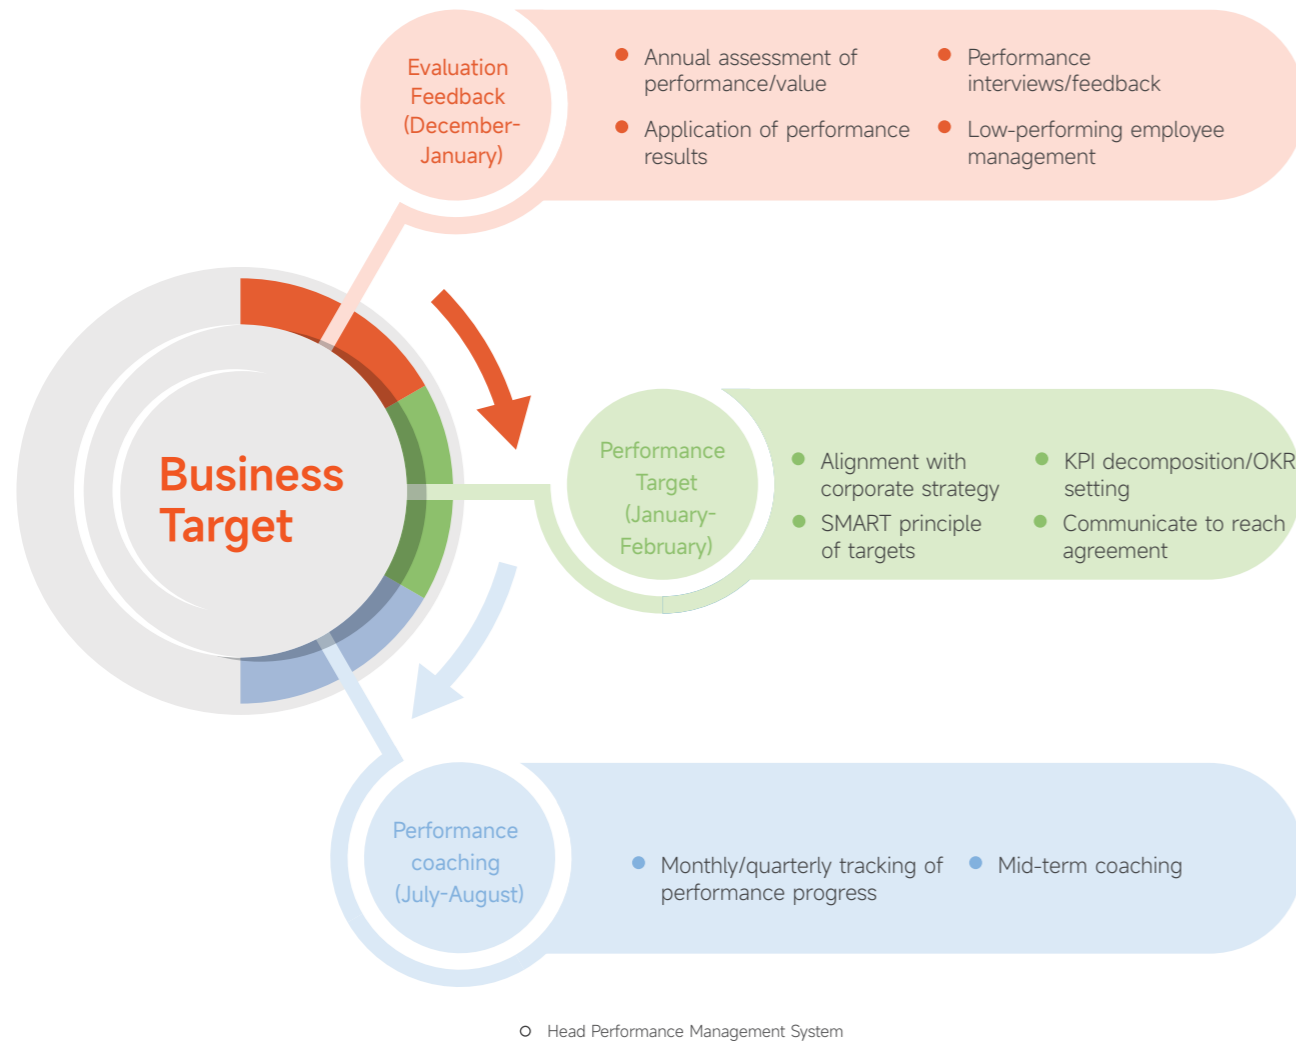 Evaluation
Feedback
(December-
January)
Annual assessment of
performance/value
Application of performance
results
Performance
interviews/feedback
Low-performing employee
management
Business
Target
Performance
Target
(January-
February)
Alignment with
corporate strategy
SMART principle
of targets
KPI decomposition/OKR
setting
Communicate to reach
agreement
Performance
coaching
(July-August)
Monthly/quarterly tracking of
performance progress
Mid-term coaching
Head Performance Management System